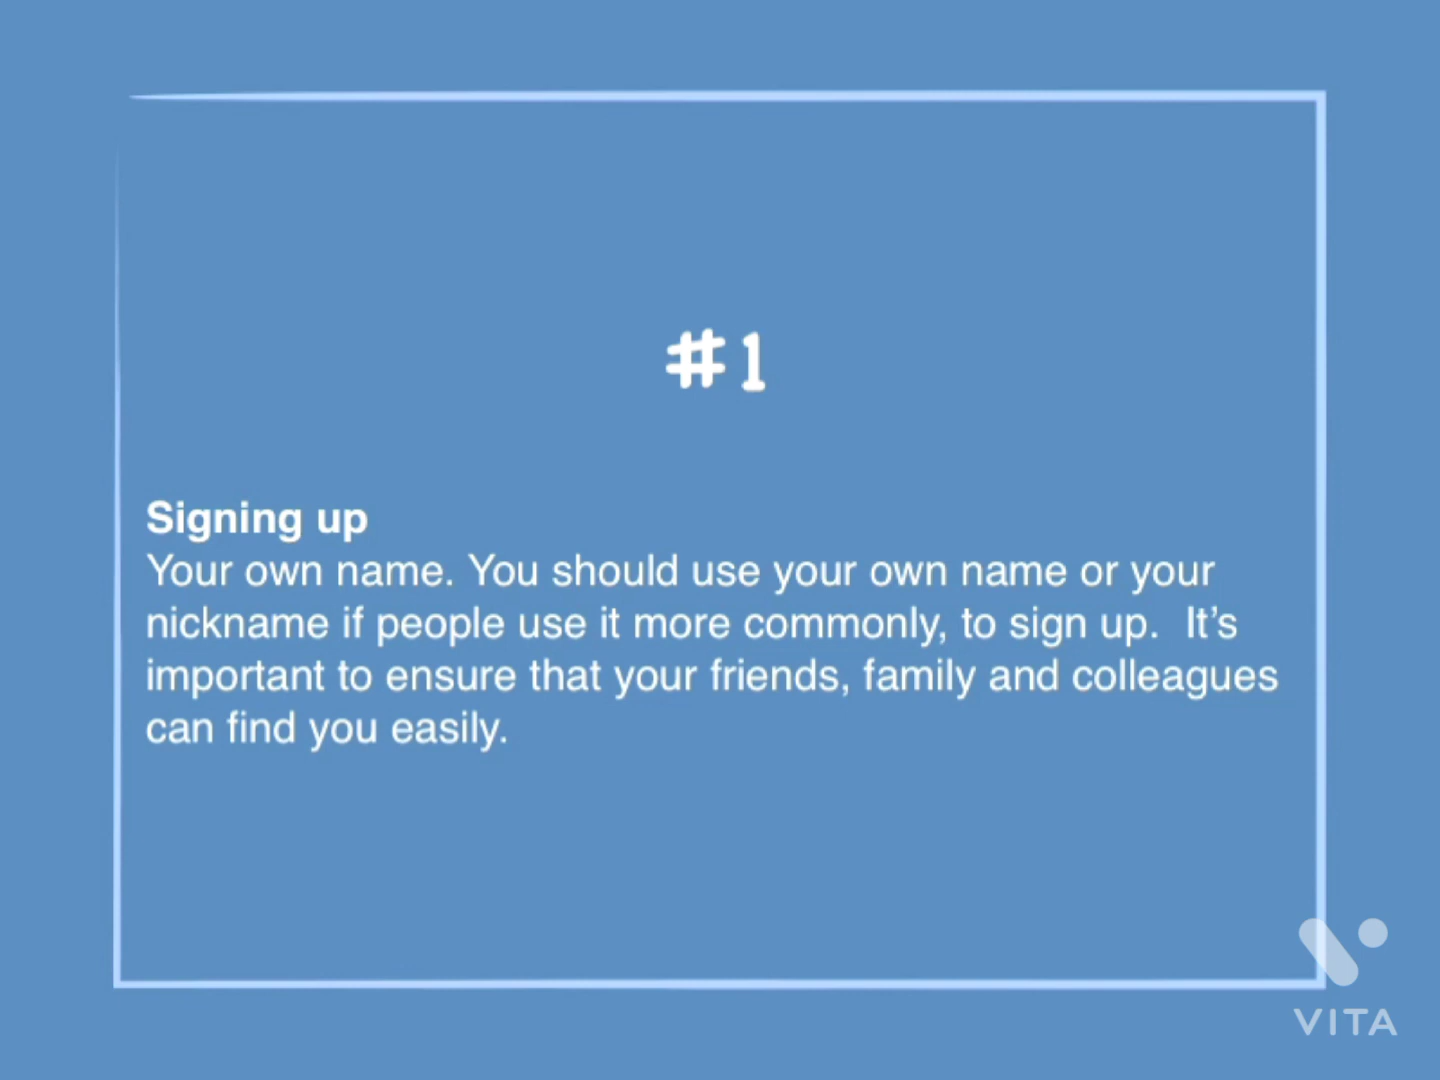 #1
Signing up
Your own name. You should use your own name or your
nickname if people use it more commonly, to sign up.  It’s
important to ensure that your friends, family and colleagues
can find you easily.
VITA